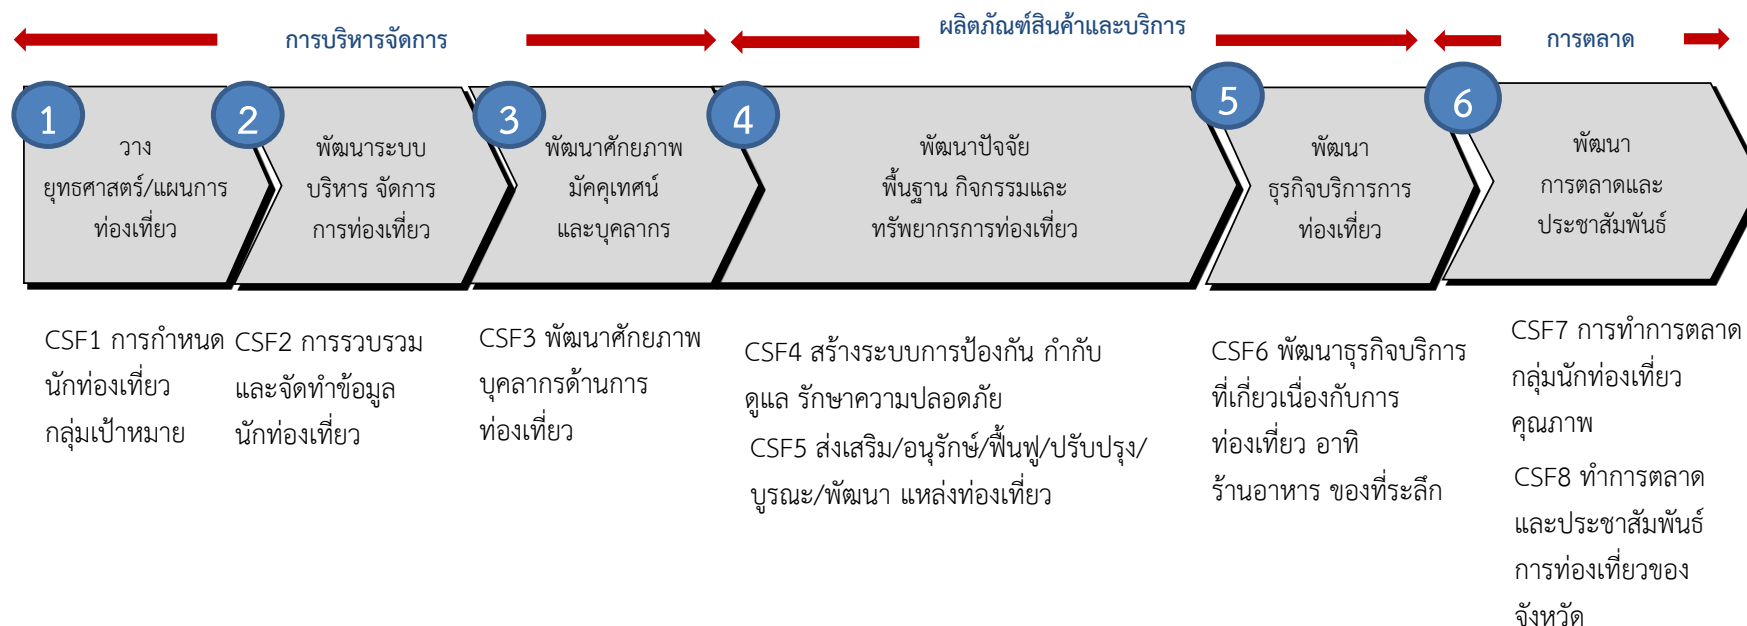 การบริหารจัดการ
ผลิตภัณฑ์สินค้าและบริการ
การตลาด
1
วาง
ยุทธศาสตร์/แผนการ
ท่องเที่ยว
2
พัฒนาระบบ
บริหาร จัดการ
การท่องเที่ยว
3
พัฒนาศักยภาพ
มัคคุเทศน์
และบุคลากร
4
พัฒนาปัจจัย
พื้นฐาน กิจกรรมและ
ทรัพยากรการท่องเที่ยว
5
พัฒนา
ธุรกิจบริการการ
ท่องเที่ยว
6
พัฒนา
การตลาดและ
ประชาสัมพันธ์
CSF1 การกำหนด
นักท่องเที่ยว
กลุ่มเป้าหมาย
CSF2 การรวบรวม
และจัดทำข้อมูล
นักท่องเที่ยว
CSF3 พัฒนาศักยภาพ
บุคลากรด้านการ
ท่องเที่ยว
CSF4 สร้างระบบการป้องกัน กำกับ
ดูแล รักษาความปลอดภัย
CSF5 ส่งเสริม/อนุรักษ์/ฟื้นฟู/ปรับปรุง/
บูรณะ/พัฒนา แหล่งท่องเที่ยว
CSF6 พัฒนาธุรกิจบริการ
ที่เกี่ยวเนื่องกับการ
ท่องเที่ยว อาทิ
ร้านอาหาร ของที่ระลึก
CSF7 การทำการตลาด
กลุ่มนักท่องเที่ยว
คุณภาพ
CSF8 ทำการตลาด
และประชาสัมพันธ์
การท่องเที่ยวของ
จังหวัด